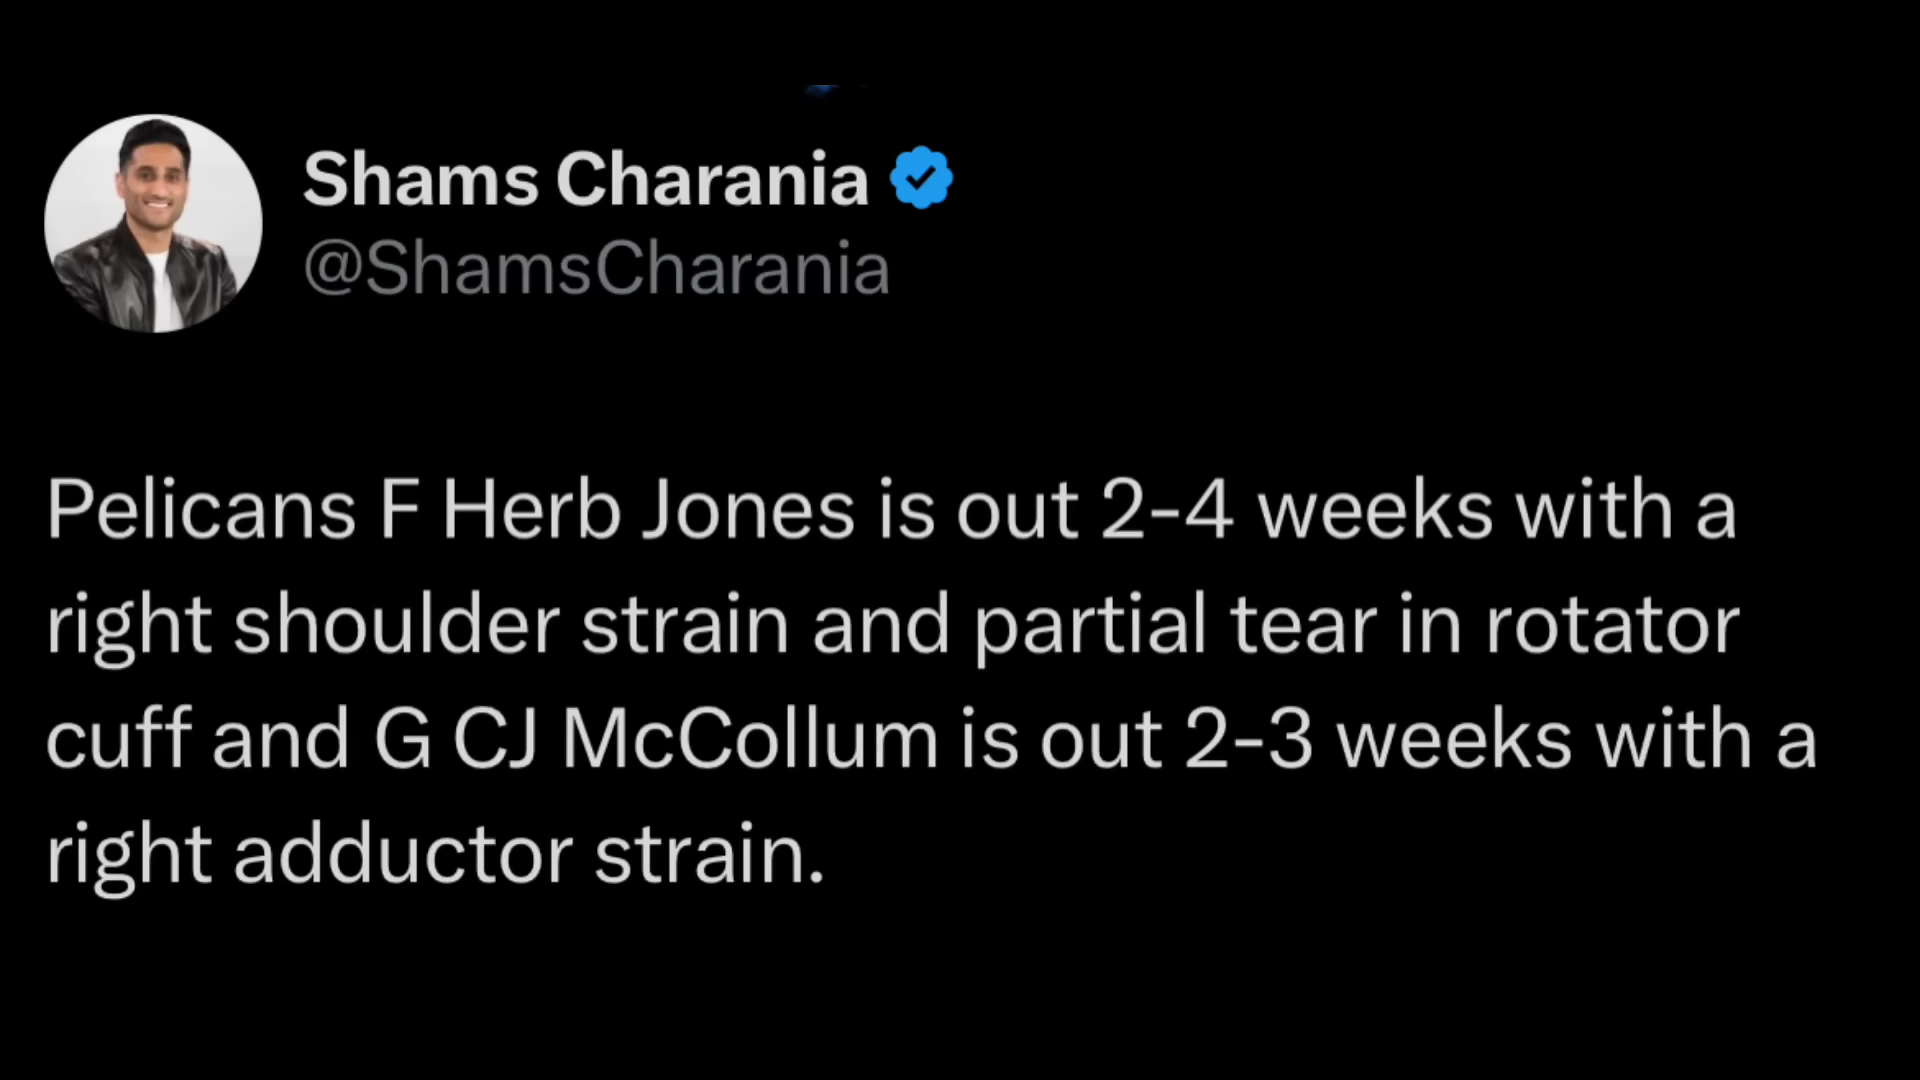 Shams Charania
@ShamsCharania
Pelicans F Herb Jones is out 2-4 weeks with a
right shoulder strain and partial tear in rotator
cuff and G CJ McCollum is out 2-3 weeks with a
right adductor strain.